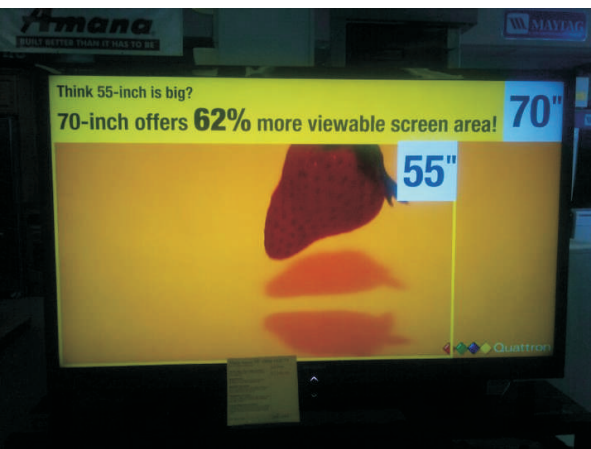 Amana
BUILT BETTER THAN IT HAS TO BE
MAYTAG
Think 55-inch is big?
70-inch offers 62% more viewable screen area!
70"
55"
Quattron